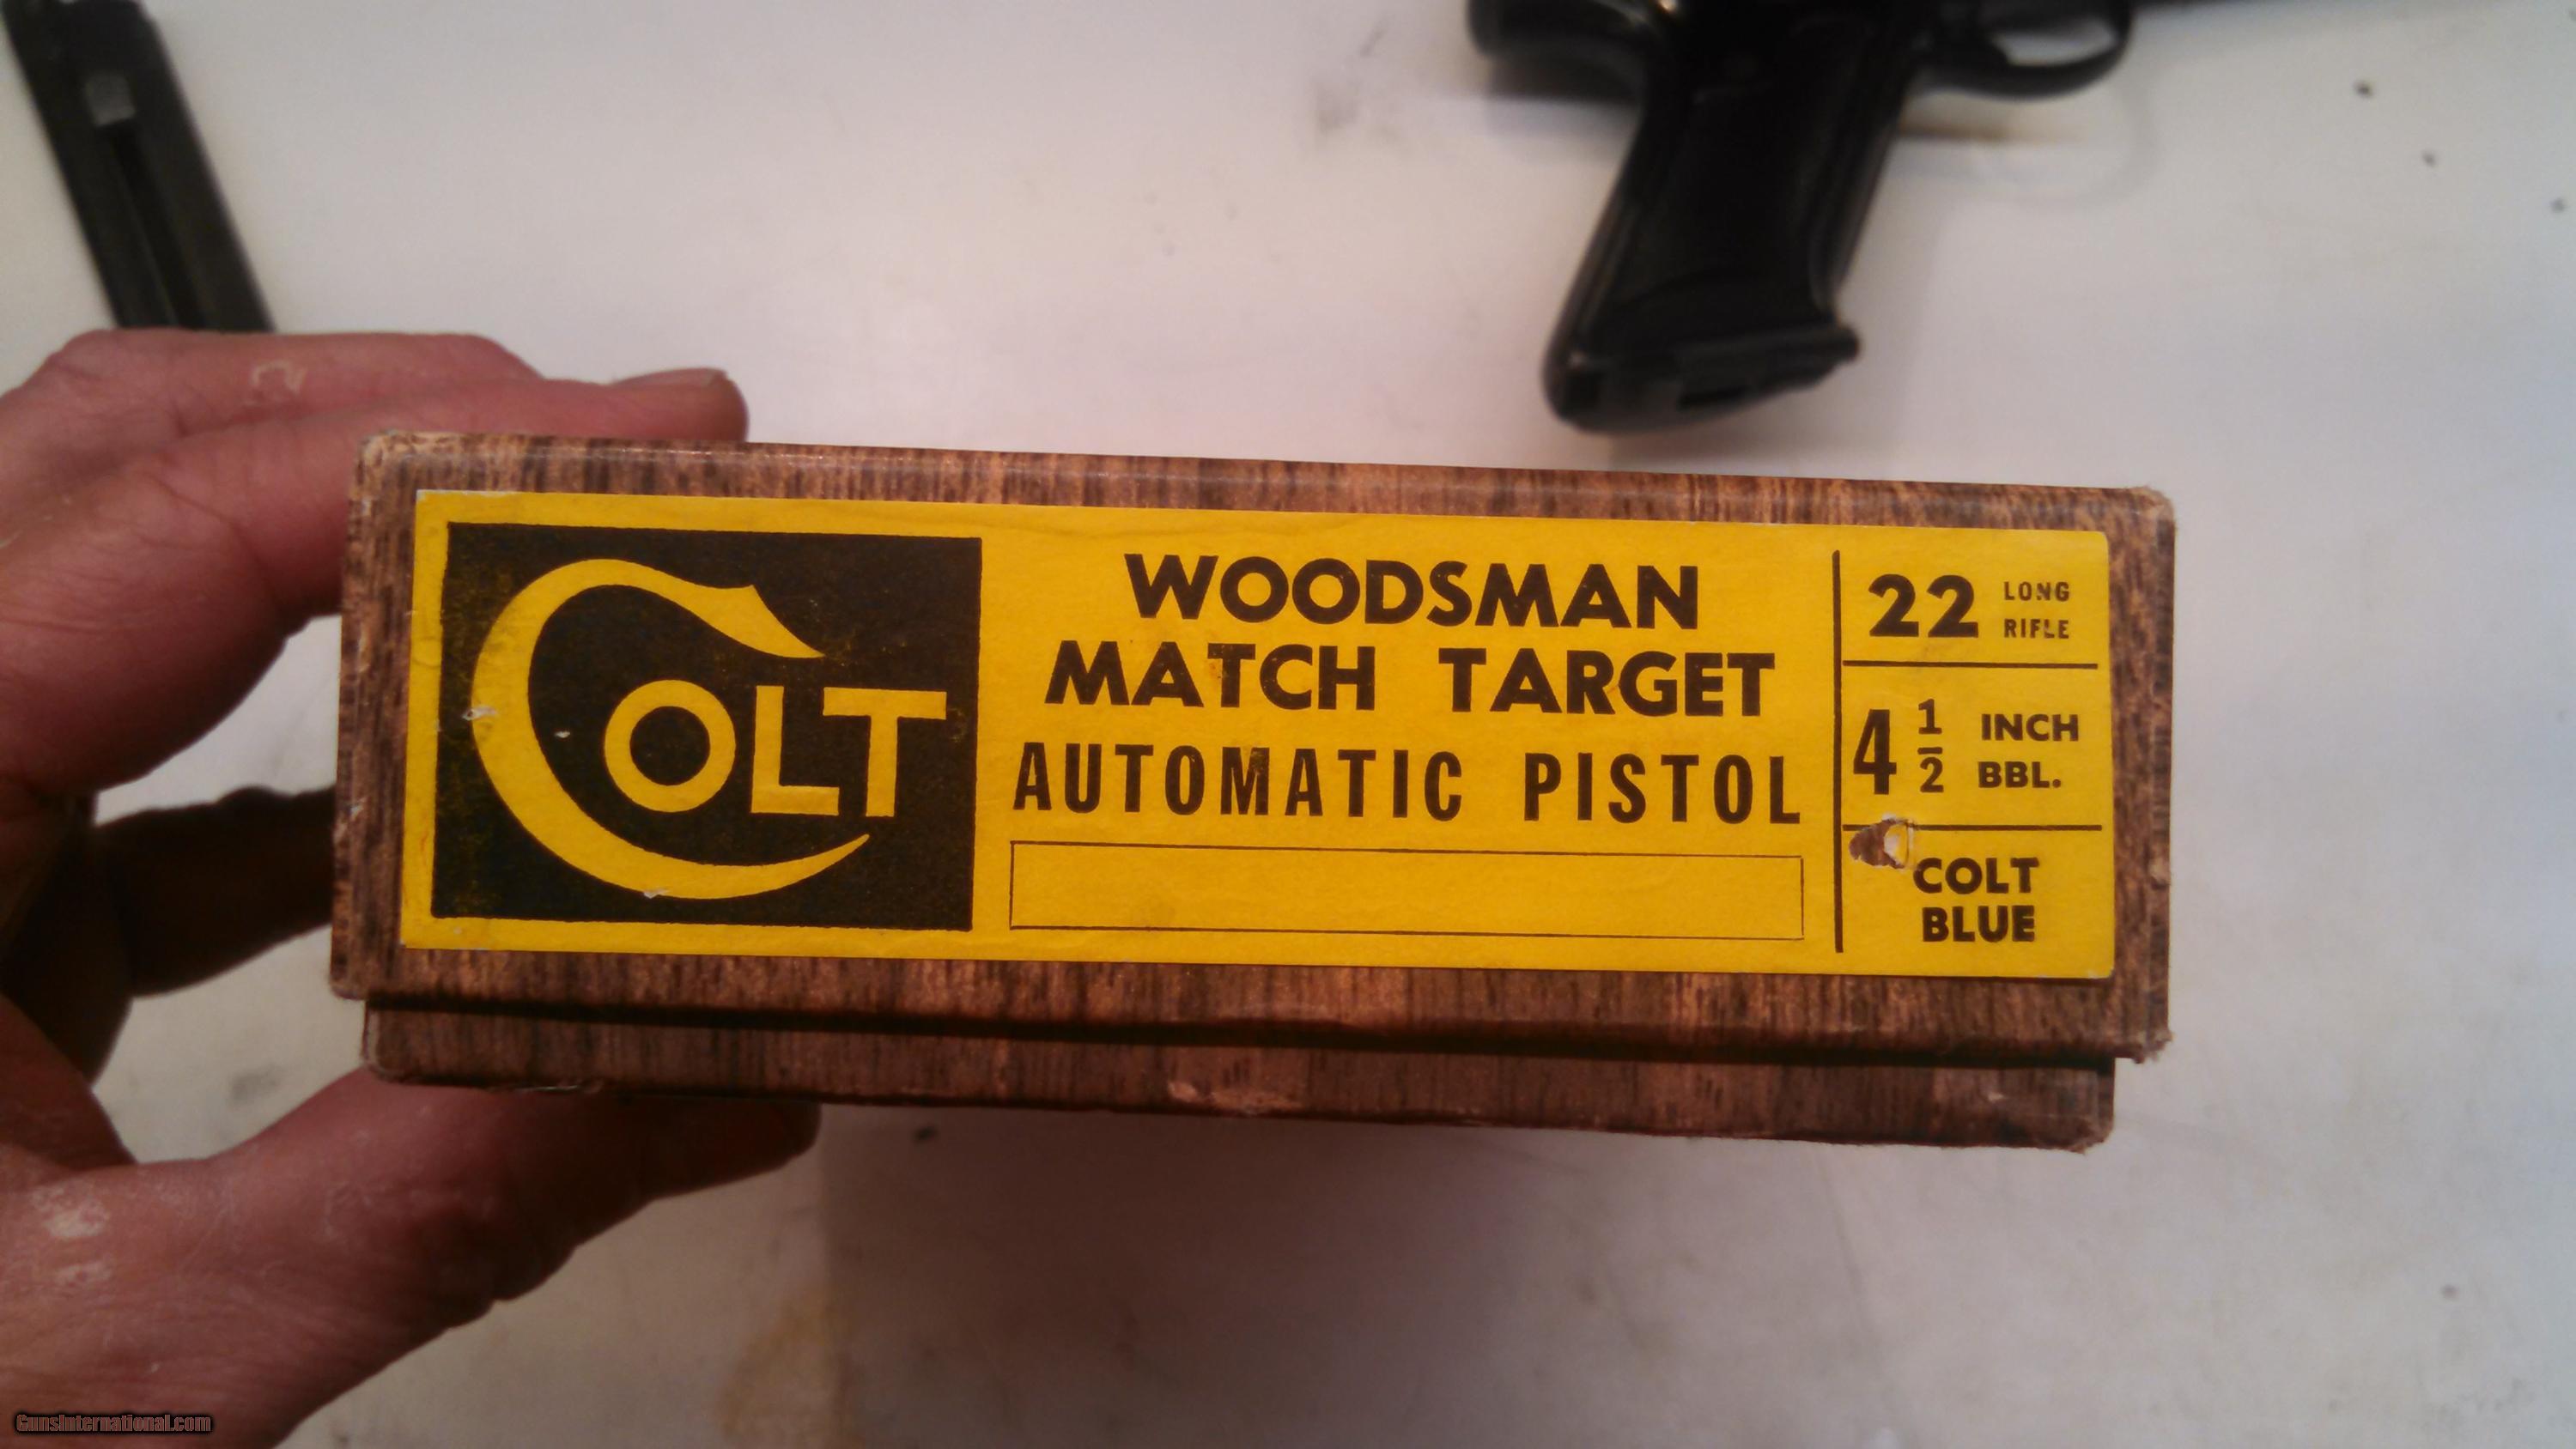 COLT
WOODSMAN
MATCH TARGET
AUTOMATIC PISTOL
22 LONG RIFLE
4 1/2 INCH BBL.
COLT
BLUE
GunsInternational.com